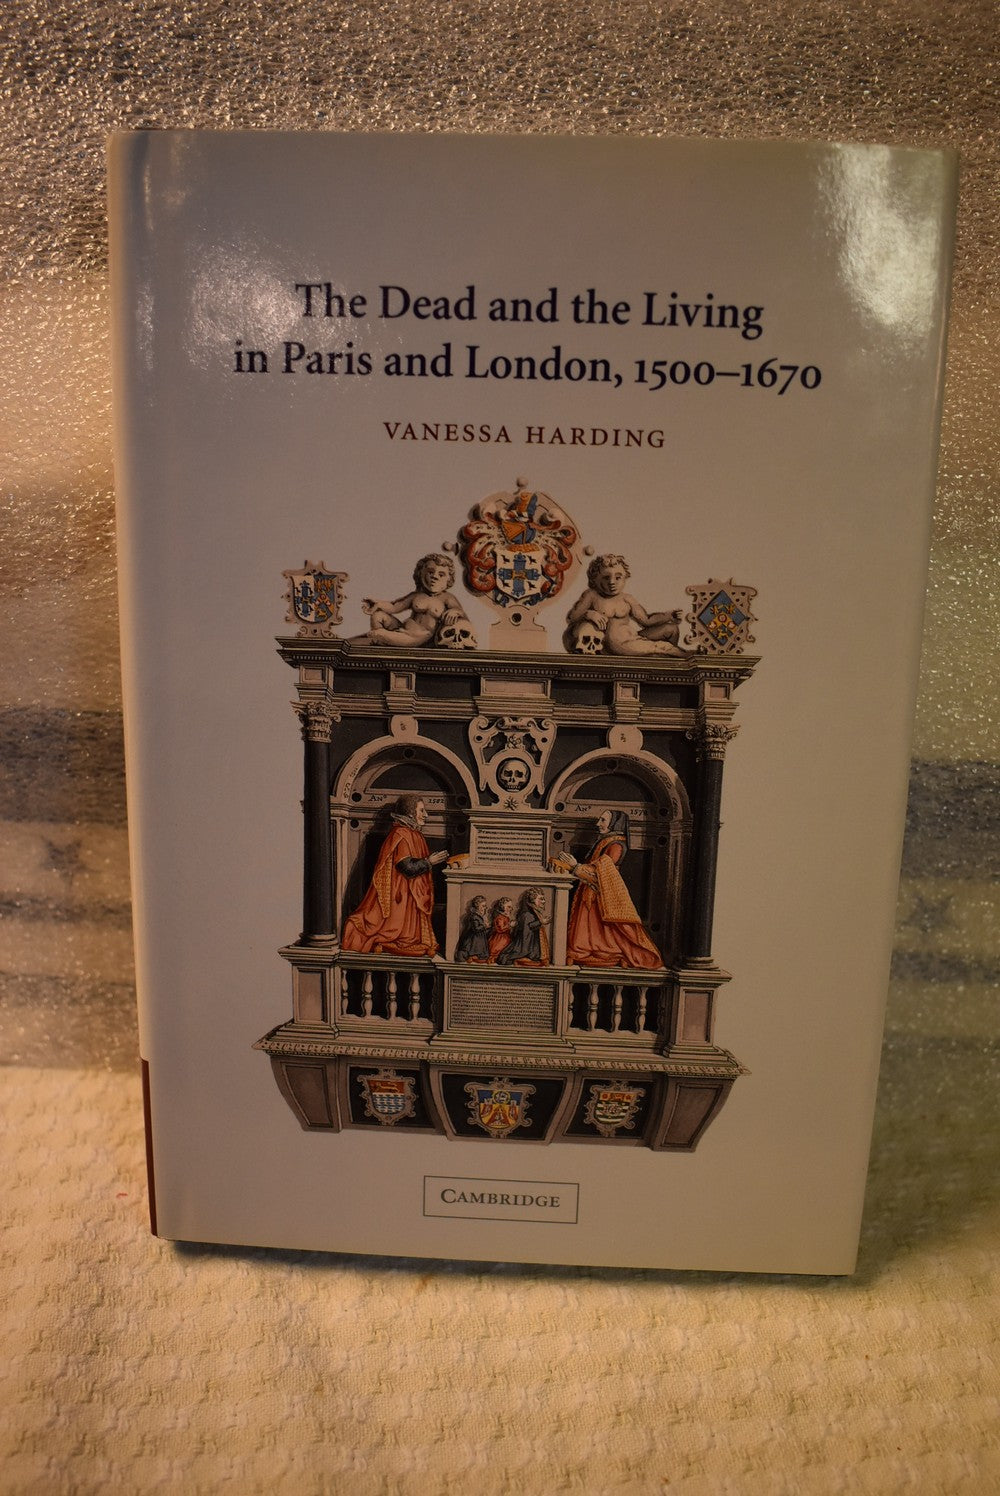 The Dead and the Living
in Paris and London, 1500–1670
VANESSA HARDING
CAMBRIDGE